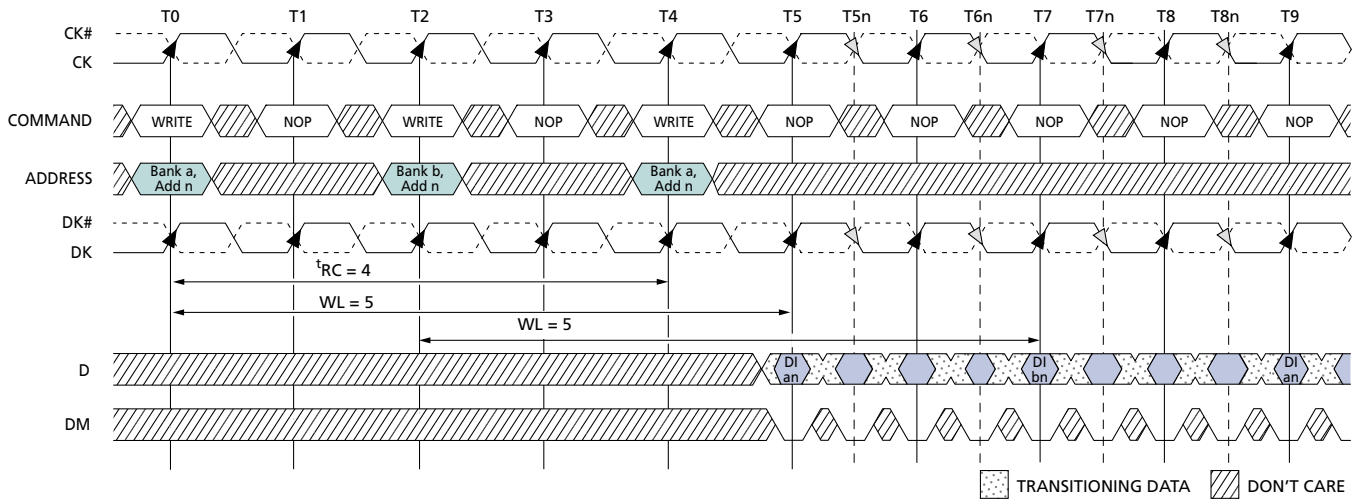 T0 T1 T2 T3 T4 T5 T5n T6 T6n T7 T7n T8 T8n T9
CK#
CK
COMMAND WRITE NOP WRITE NOP WRITE NOP NOP NOP NOP NOP
ADDRESS Bank a, Add n Bank b, Add n Bank a, Add n
DK#
DK
tRC = 4
WL = 5
WL = 5
D DI an DI bn DI an
DM
TRANSITIONING DATA DON'T CARE